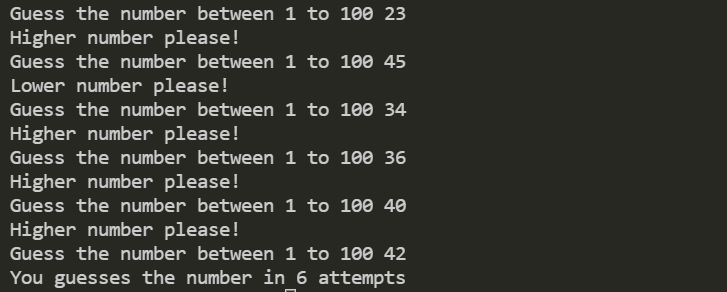 Guess the number between 1 to 100 23
Higher number please!
Guess the number between 1 to 100 45
Lower number please!
Guess the number between 1 to 100 34
Higher number please!
Guess the number between 1 to 100 36
Higher number please!
Guess the number between 1 to 100 40
Higher number please!
Guess the number between 1 to 100 42
You guesses the number in 6 attempts